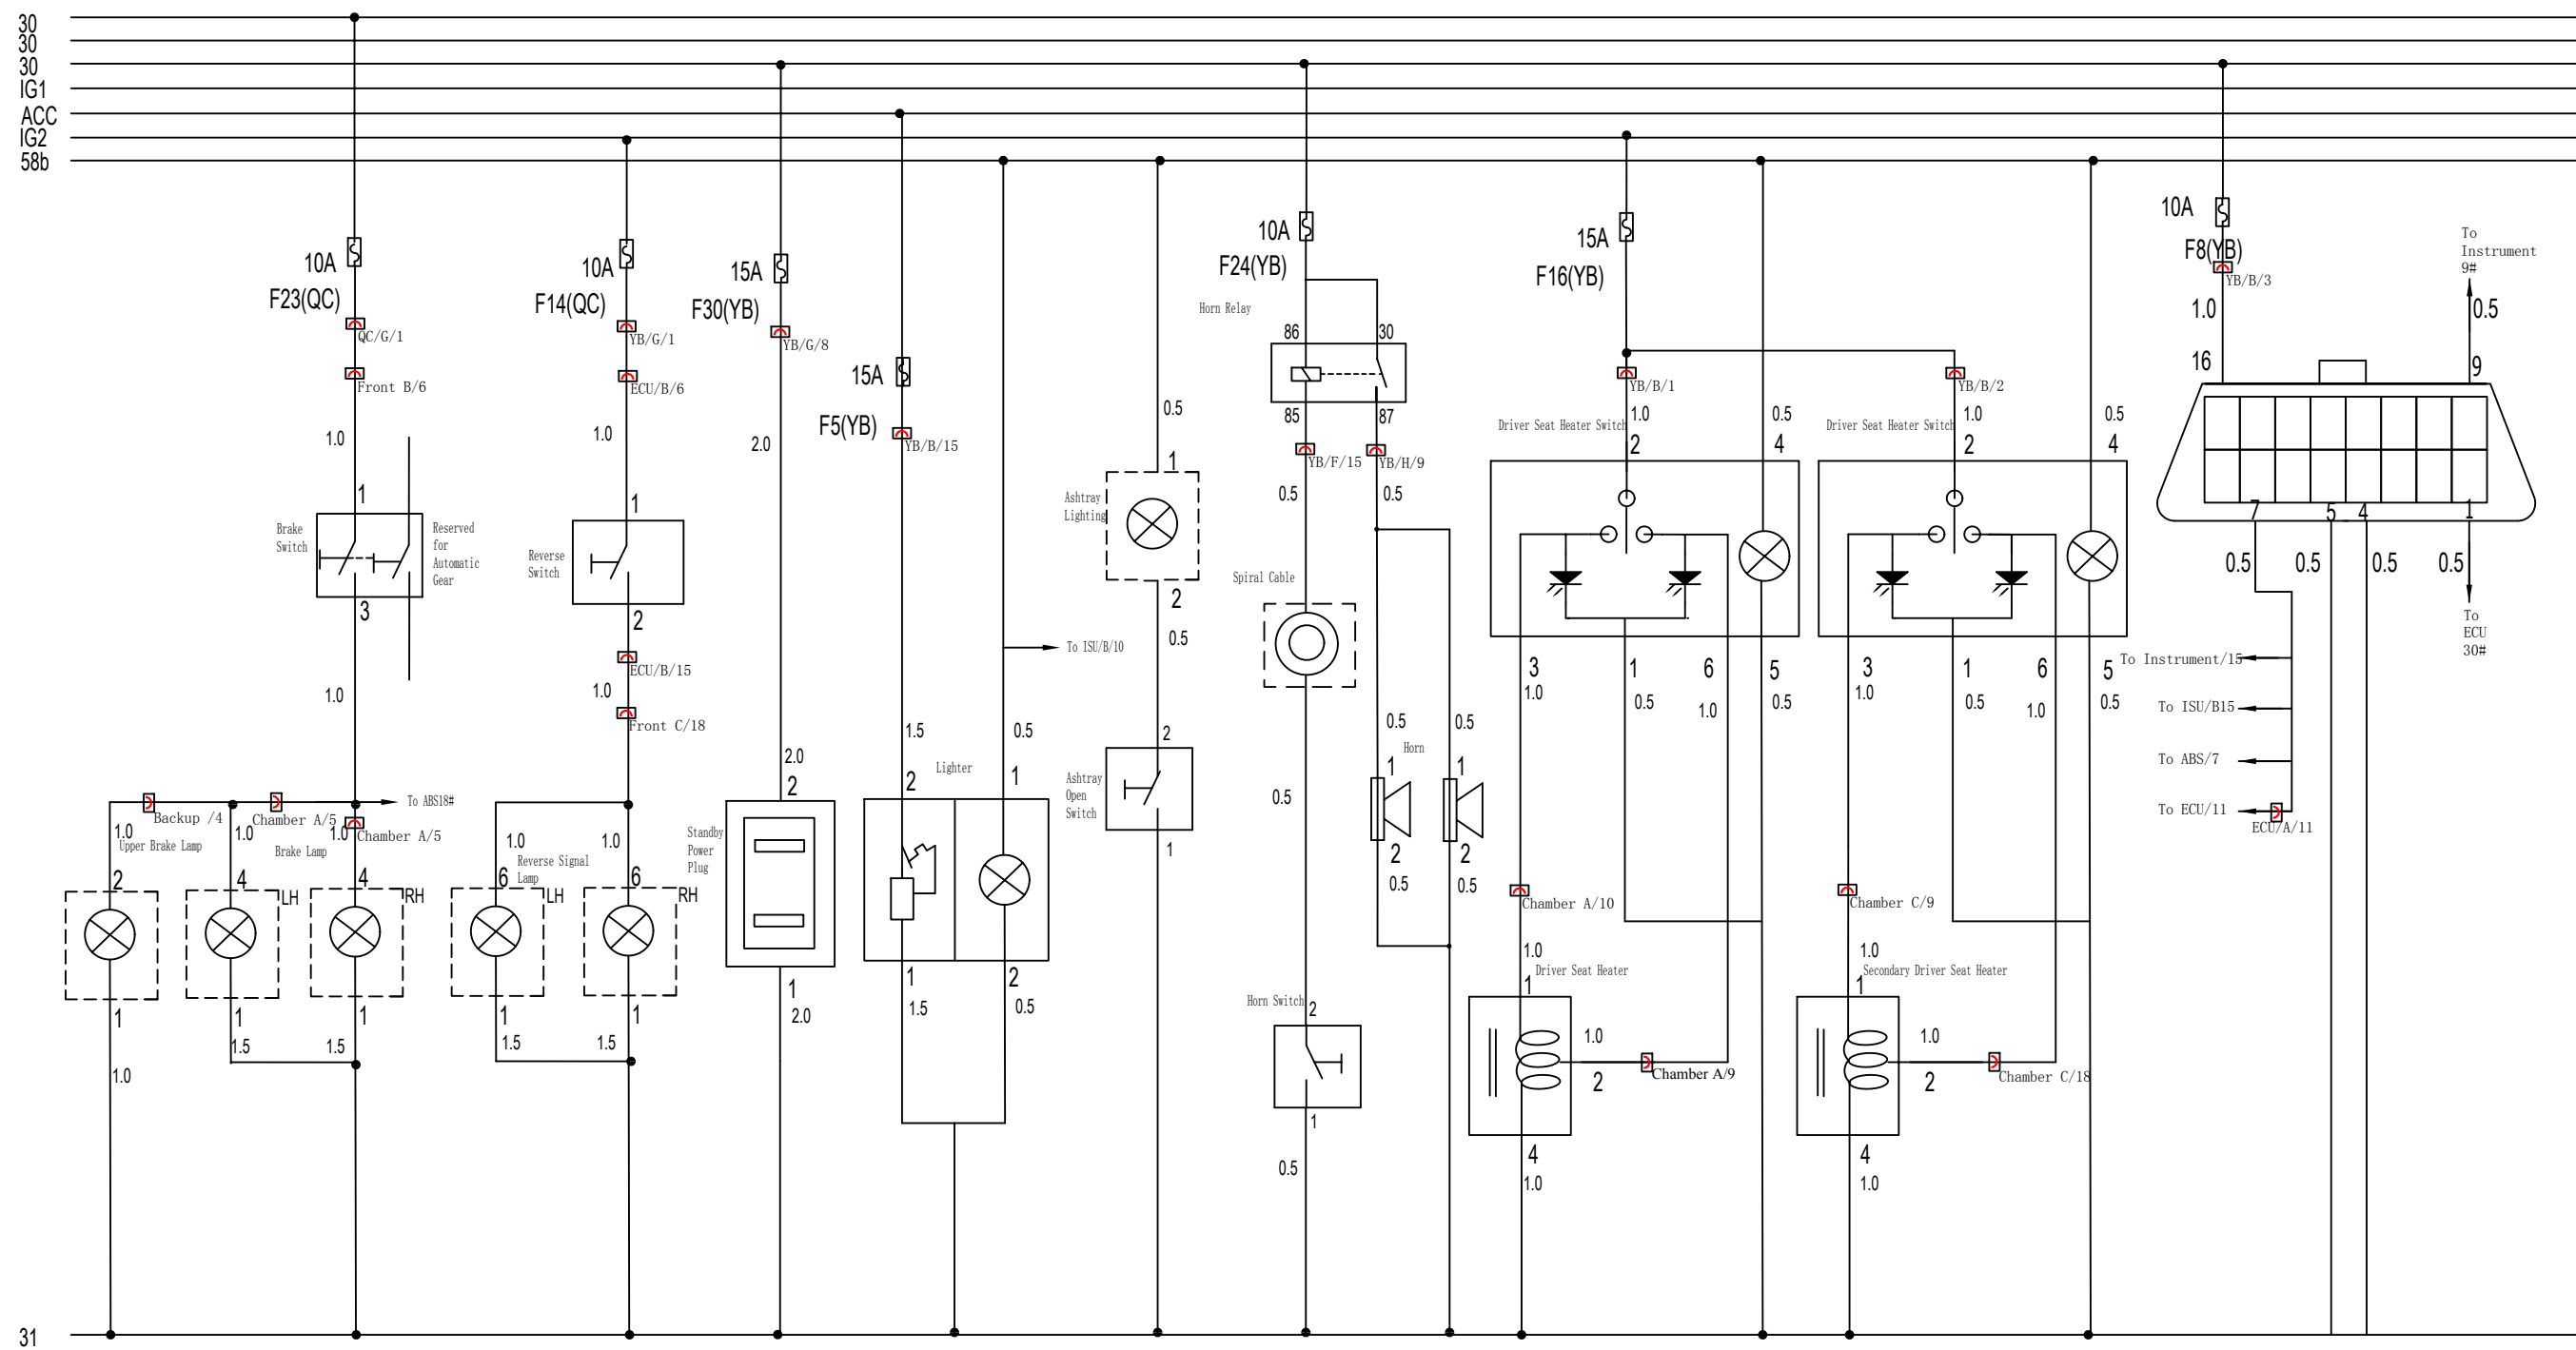 30
30
30
IG1
ACC
IG2
58b
10A
F23(QC)
QC/G/1
Front B/6
1.0
1
Brake
Switch
Reserved
for
Automatic
Gear
3
1.0
To ABS18#
Backup /4
Chamber A/5
Chamber A/5
1.0
1.0
1.0
Upper Brake Lamp
Brake Lamp
2
4
LH
4
RH
1
1
1
1.0
1.5
1.5
10A
F14(QC)
YB/G/1
ECU/B/6
1.0
1
Reverse
Switch
2
ECU/B/15
1.0
Front C/18
1.0
1.0
Reverse Signal
Lamp
6
LH
6
RH
1
1
1.5
1.5
15A
F30(YB)
YB/G/8
2.0
2.0
2
Standby
Power
Plug
1
2.0
15A
F5(YB)
YB/B/15
1.5
2
Lighter
0.5
1
To ISU/B/10
1
1.5
2
0.5
0.5
1
Ashtray
Lighting
2
0.5
2
Ashtray
Open
Switch
1
10A
F24(YB)
Horn Relay
86
30
85
87
YB/F/15
YB/H/9
0.5
0.5
Spiral Cable
0.5
0.5
Horn
1
1
0.5
2
2
0.5
0.5
Horn Switch
2
1
0.5
15A
F16(YB)
YB/B/1
1.0
Driver Seat Heater Switch
2
0.5
4
3
1
6
5
1.0
0.5
1.0
0.5
Chamber A/10
1.0
Driver Seat Heater
1
1.0
2
Chamber A/9
4
1.0
YB/B/2
1.0
Driver Seat Heater Switch
2
0.5
4
3
1
6
5
1.0
0.5
1.0
0.5
Chamber C/9
1.0
Secondary Driver Seat Heater
1
1.0
2
Chamber C/18
4
1.0
10A
F8(YB)
YB/B/3
1.0
16
To
Instrument
9#
0.5
9
7
5
4
1
0.5
0.5
0.5
0.5
To
ECU
30#
To Instrument/15
To ISU/B15
To ABS/7
To ECU/11
ECU/A/11
31